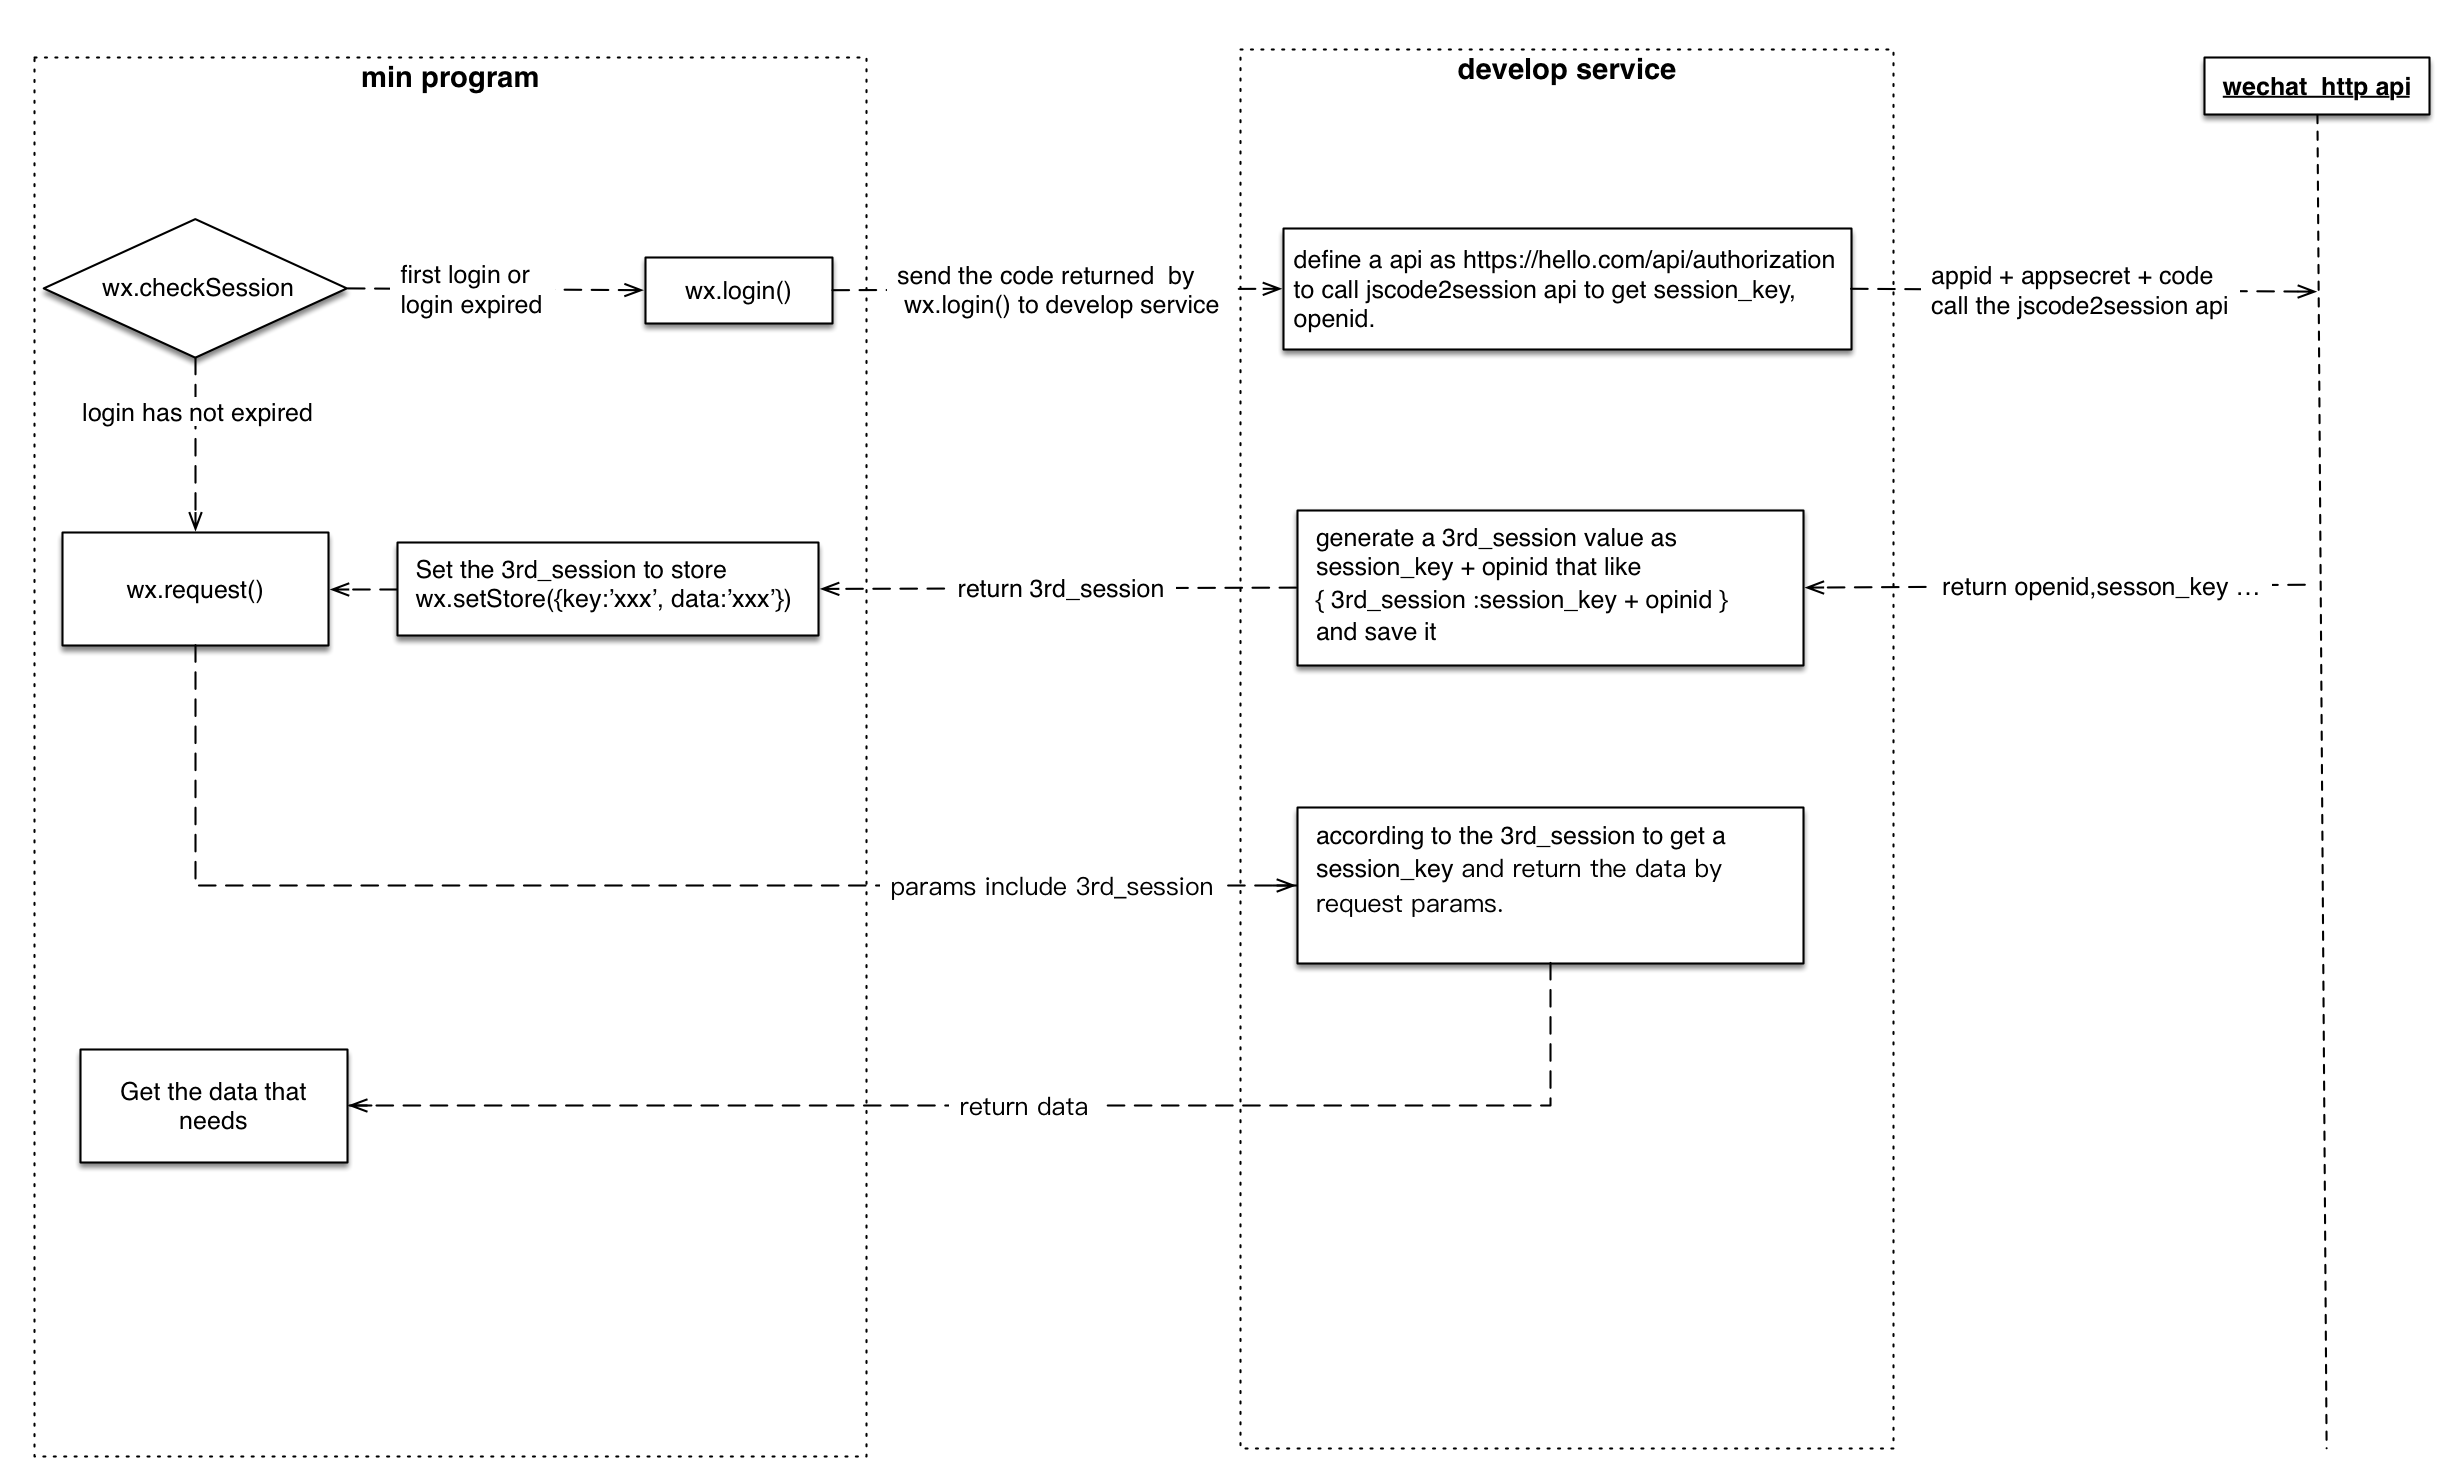 min program
develop service
wechat  http api
wx.checkSession
first login or
login expired
wx.login()
send the code returned  by
wx.login() to develop service
define a api as https://hello.com/api/authorization
to call jscode2session api to get session_key,
openid.
appid + appsecret + code
call the jscode2session api
login has not expired
wx.request()
Set the 3rd_session to store
wx.setStore({key:’xxx’, data:’xxx’})
return 3rd_session
generate a 3rd_session value as
session_key + opinid that like
{ 3rd_session :session_key + opinid }
and save it
return openid,sesson_key …
params include 3rd_session
according to the 3rd_session to get a
session_key and return the data by
request params.
Get the data that
needs
return data